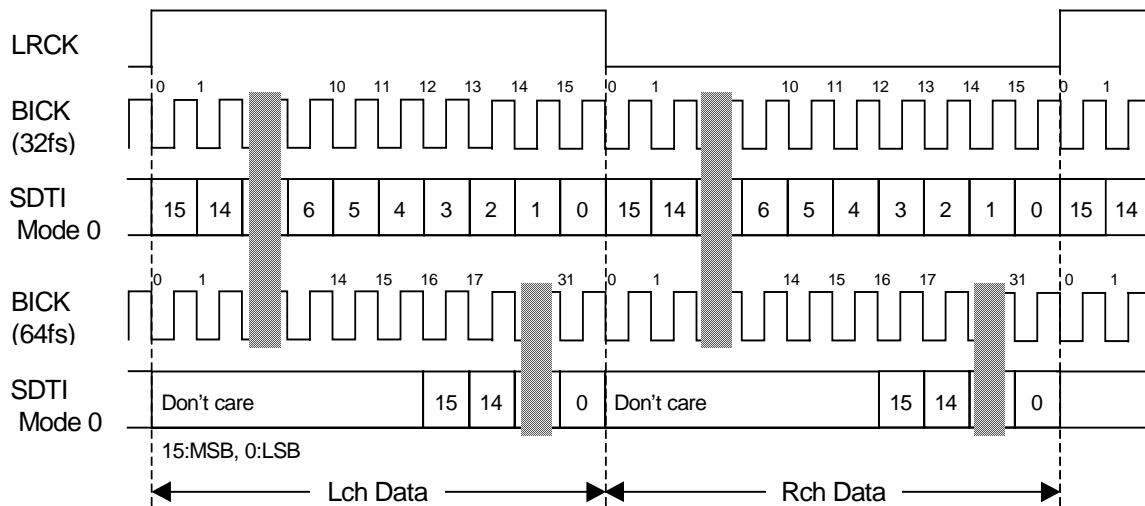 LRCK
0 1 10 11 12 13 14 15 0 1 10 11 12 13 14 15 0 1
BICK
(32fs)
SDTI
Mode 0
15 14 6 5 4 3 2 1 0 15 14 6 5 4 3 2 1 0 15 14
0 1 14 15 16 17 31 0 1 14 15 16 17 31 0 1
BICK
(64fs)
SDTI
Mode 0
Don't care 15 14 0 Don't care 15 14 0
15:MSB, 0:LSB
Lch Data Rch Data